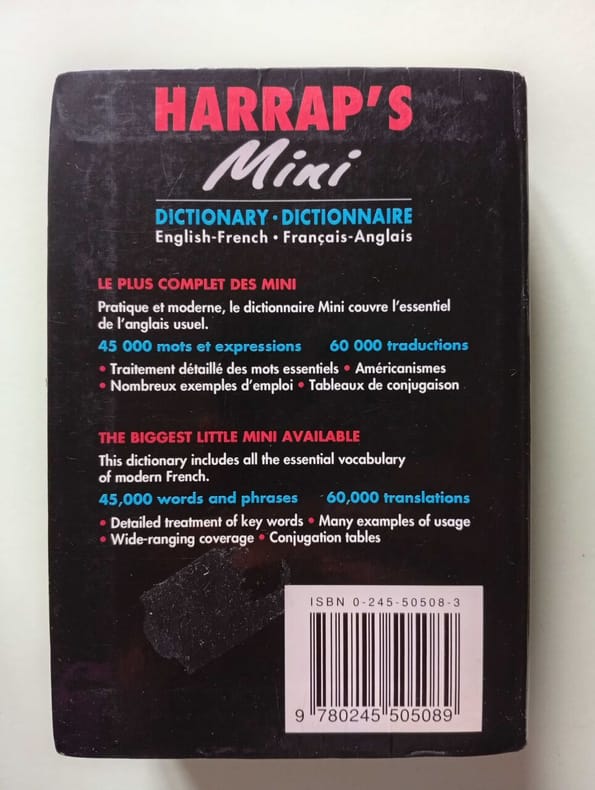 HARRAP'S
Mini
DICTIONARY • DICTIONNAIRE
English-French • Français-Anglais
LE PLUS COMPLET DES MINI
Pratique et moderne, le dictionnaire Mini couvre l'essentiel
de l'anglais usuel.
45 000 mots et expressions 60 000 traductions
• Traitement détaillé des mots essentiels • Américanismes
• Nombreux exemples d'emploi • Tableaux de conjugaison
THE BIGGEST LITTLE MINI AVAILABLE
This dictionary includes all the essential vocabulary
of modern French.
45,000 words and phrases 60,000 translations
• Detailed treatment of key words • Many examples of usage
• Wide-ranging coverage • Conjugation tables
ISBN 0-245-50508-3
9 780245 505089